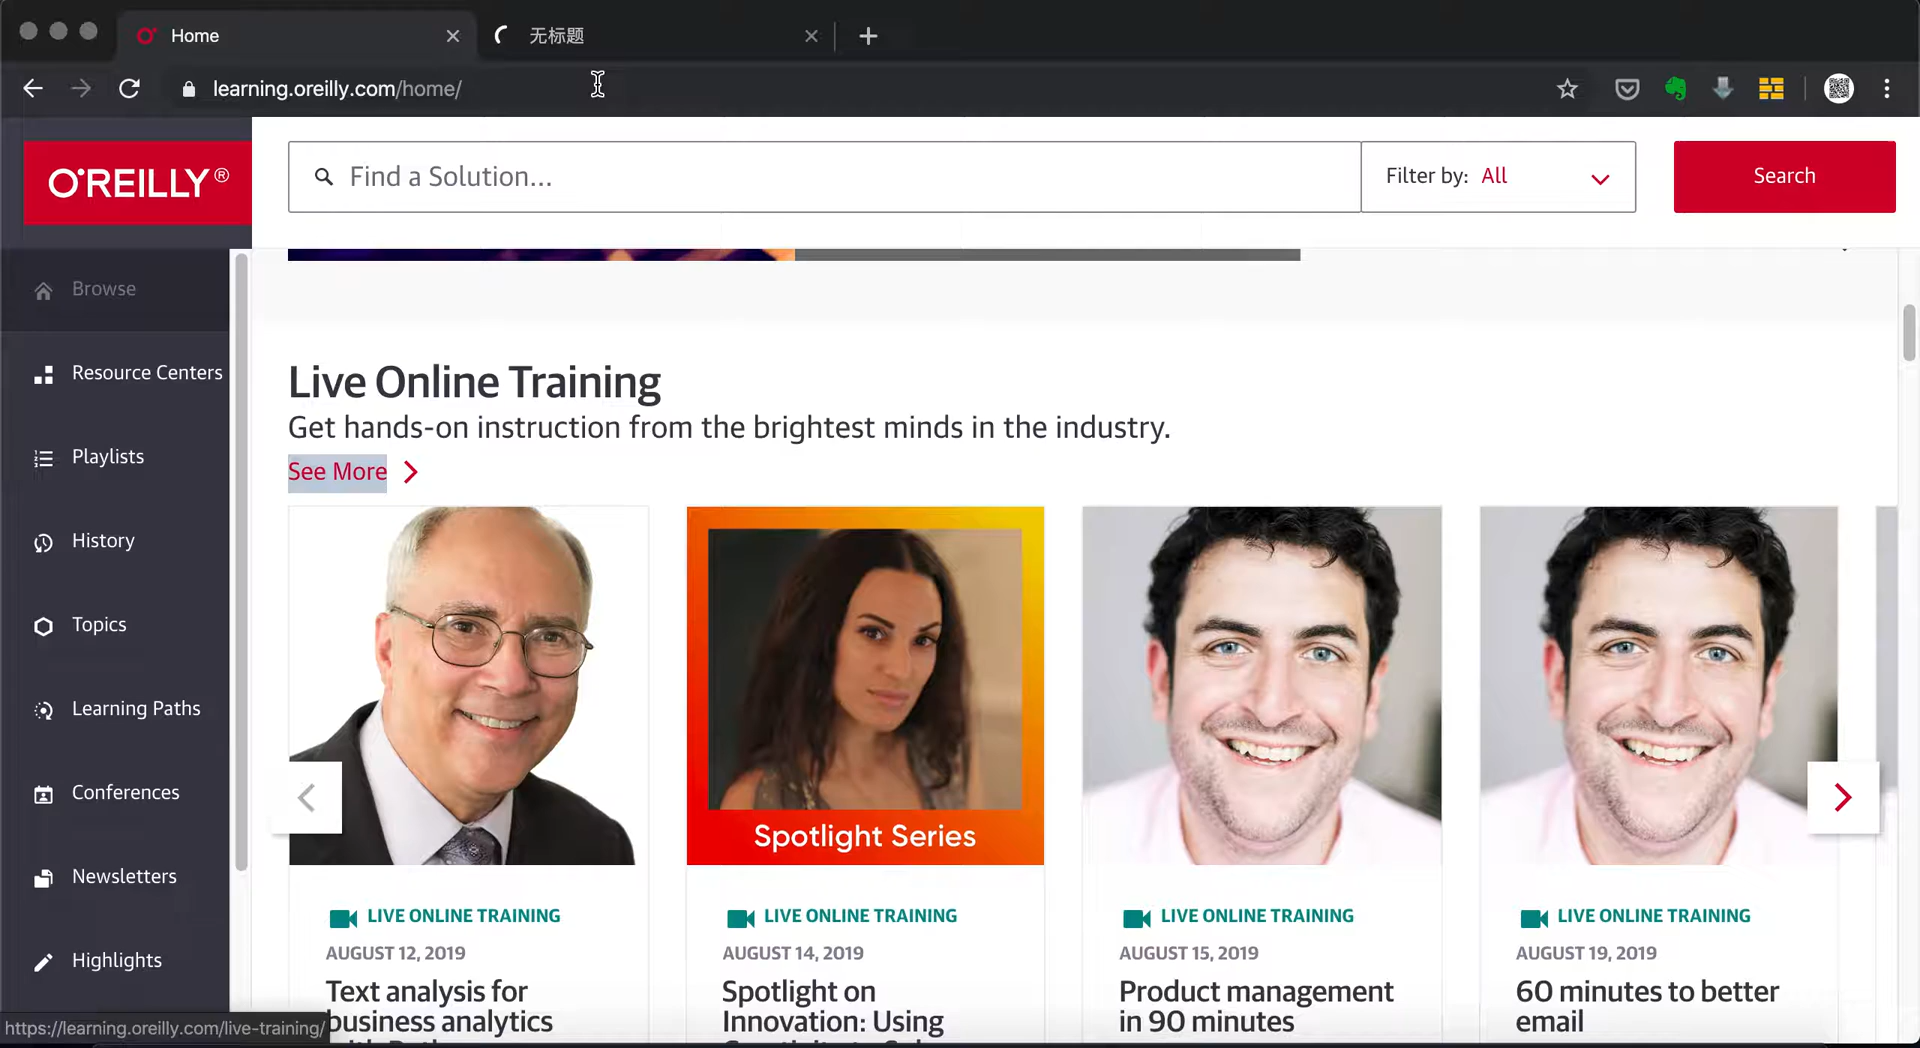 Home
无标题
learning.oreilly.com/home/
O'REILLY®
Find a Solution...
Filter by: All
Search
Browse
Resource Centers
Playlists
History
Topics
Learning Paths
Conferences
Newsletters
Highlights
Live Online Training
Get hands-on instruction from the brightest minds in the industry.
See More
Spotlight Series
LIVE ONLINE TRAINING
AUGUST 12, 2019
Text analysis for
business analytics
LIVE ONLINE TRAINING
AUGUST 14, 2019
Spotlight on
Innovation: Using
LIVE ONLINE TRAINING
AUGUST 15, 2019
Product management
in 90 minutes
LIVE ONLINE TRAINING
AUGUST 19, 2019
60 minutes to better
email
https://learning.oreilly.com/live-training/